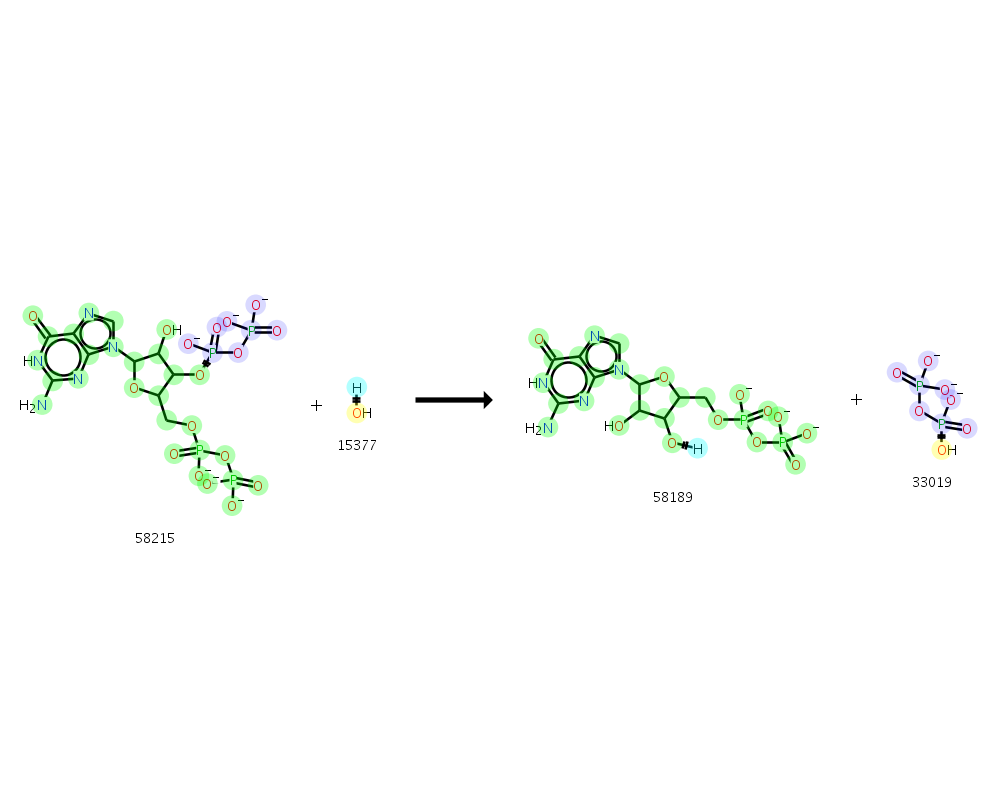 O N N HN N H₂N O OH O O⁻ P O O⁻ O⁻ P O O O P O O⁻ O P O⁻ O O⁻
+
H
OH
O N N HN N H₂N O HO O H O O⁻ P O O O⁻ P O⁻ O
+
O O⁻ P O⁻ O O⁻ P O OH
15377
58215
58189
33019